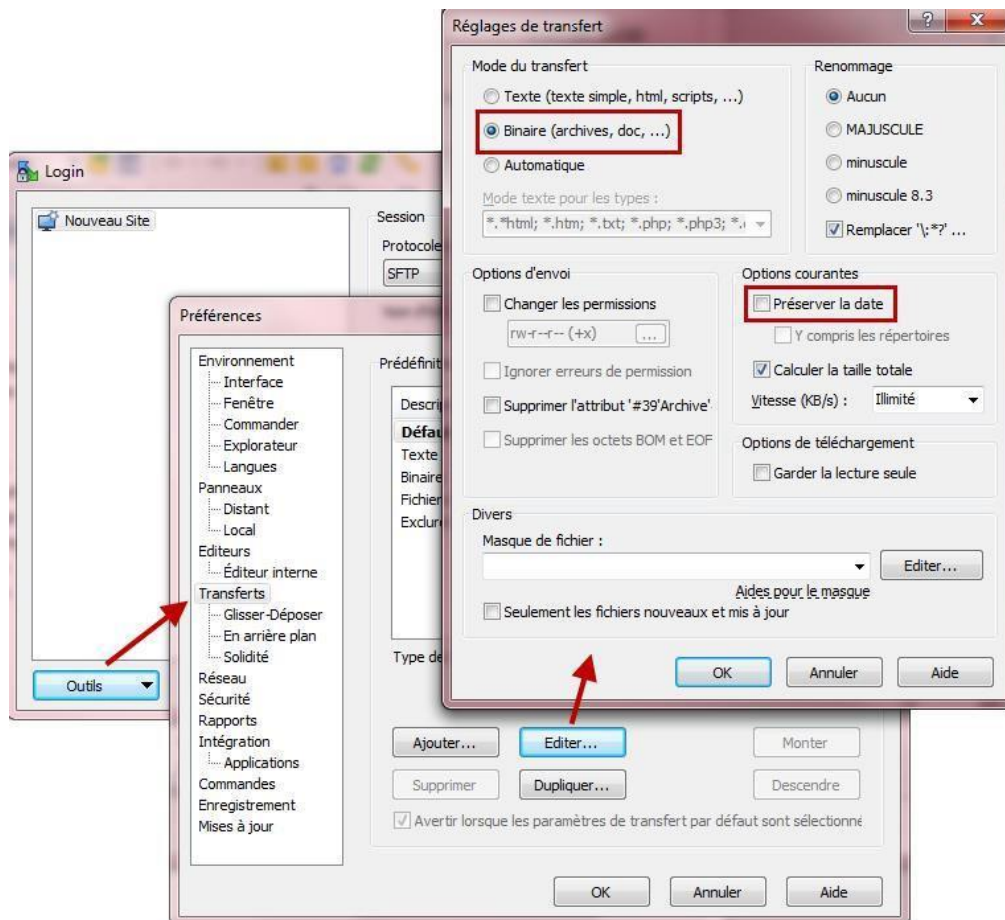 Login
Nouveau Site
Session
Protocole
SFTP
Outils
Préférences
Environnement
Interface
Fenêtre
Commander
Explorateur
Langues
Panneaux
Distant
Local
Editeurs
Éditeur interne
Transferts
Glisser-Déposer
En arrière plan
Solidité
Réseau
Sécurité
Rapports
Intégration
Applications
Commandes
Enregistrement
Mises à jour
Texte
Binaire
Type de
Ajouter...
Editer...
Monter
Supprimer
Dupliquer...
Descendre
Avertir lorsque les paramètres de transfert par défaut sont
OK
Annuler
Aide
Réglages de transfert
Mode du transfert
Texte (texte simple, html, scripts, ...)
Binaire (archives, doc, ...)
Automatique
Mode texte pour les types :
*.*html; *.htm; *.txt; *.php; *.php3;
Renommage
Aucun
MAJUSCULE
minuscule
minuscule 8.3
Remplacer '\:*?' ...
Options d'envoi
Changer les permissions
rw-r--r-- (+x) ...
Ignorer erreurs de permission
Supprimer l'attribut '#39'Archive'
Supprimer les octets BOM et EOF
Options courantes
Préserver la date
Y compris les répertoires
Calculer la taille totale
Vitesse (KB/s) : Illimité
Options de téléchargement
Garder la lecture seule
Divers
Masque de fichier :
Editer...
Aides pour le masque
Seulement les fichiers nouveaux et mis à jour
OK
Annuler
Aide